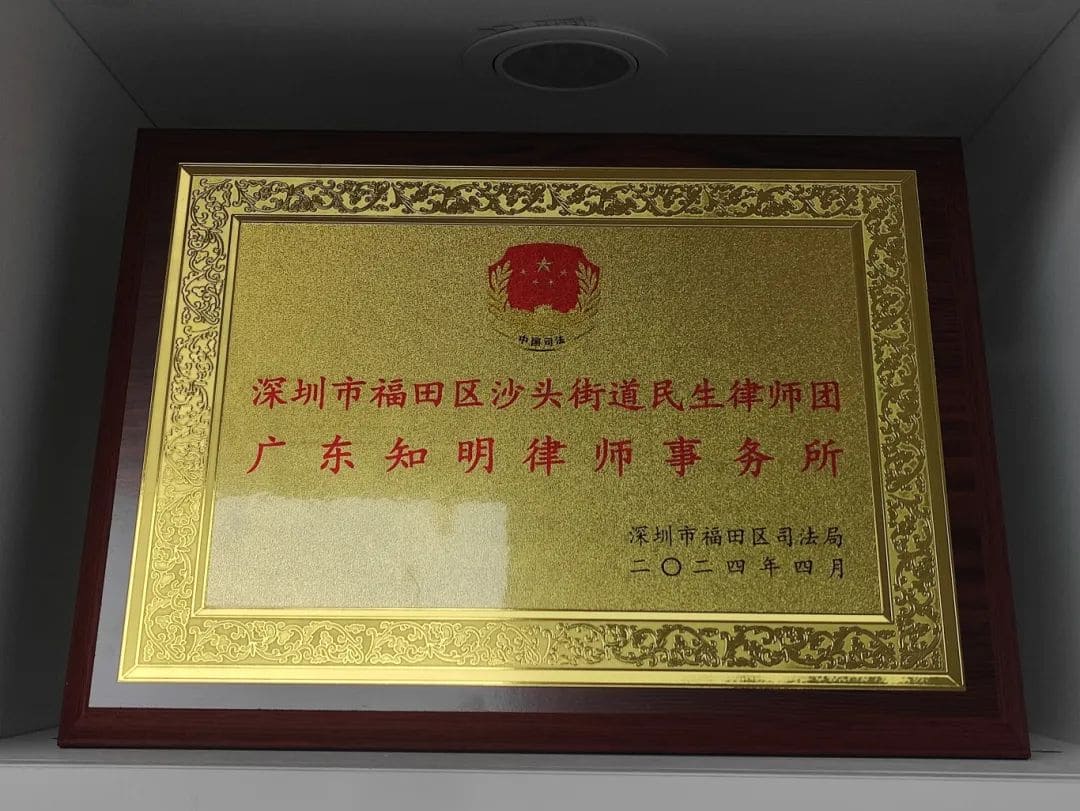 中国司法
深圳市福田区沙头街道民生律师团
广东知明律师事务所
深圳市福田区司法局
二〇二四年四月